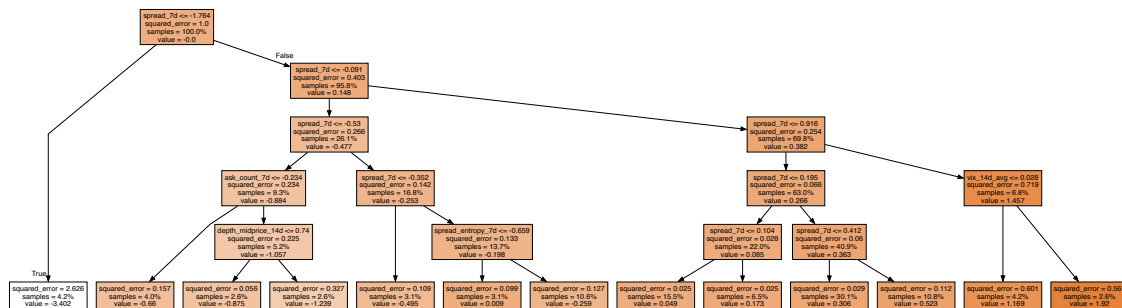 spread_7d <= -1.764
squared_error = 1.0
samples = 100.0%
value = -0.0
False
spread_7d <= -0.091
squared_error = 0.403
samples = 95.8%
value = 0.148
spread_7d <= -0.53
squared_error = 0.266
samples = 26.1%
value = -0.477
spread_7d <= 0.916
squared_error = 0.254
samples = 69.8%
value = 0.382
ask_count_7d <= -0.234
squared_error = 0.234
samples = 9.3%
value = -0.884
spread_7d <= -0.352
squared_error = 0.142
samples = 16.8%
value = -0.253
spread_7d <= 0.195
squared_error = 0.066
samples = 63.0%
value = 0.266
vix_14d_avg <= 0.028
squared_error = 0.719
samples = 6.8%
value = 1.457
depth_midprice_14d <= 0.74
squared_error = 0.225
samples = 5.2%
value = -1.057
spread_entropy_7d <= -0.659
squared_error = 0.133
samples = 13.7%
value = -0.198
spread_7d <= 0.104
squared_error = 0.028
samples = 22.0%
value = 0.085
spread_7d <= 0.412
squared_error = 0.06
samples = 40.9%
value = 0.363
True
squared_error = 2.626
samples = 4.2%
value = -3.402
squared_error = 0.157
samples = 4.0%
value = -0.66
squared_error = 0.056
samples = 2.6%
value = -0.875
squared_error = 0.327
samples = 2.6%
value = -1.239
squared_error = 0.109
samples = 3.1%
value = -0.495
squared_error = 0.099
samples = 3.1%
value = 0.009
squared_error = 0.127
samples = 10.6%
value = -0.259
squared_error = 0.025
samples = 15.5%
value = 0.049
squared_error = 0.025
samples = 6.5%
value = 0.173
squared_error = 0.029
samples = 30.1%
value = 0.306
squared_error = 0.112
samples = 10.8%
value = 0.523
squared_error = 0.601
samples = 4.2%
value = 1.169
squared_error = 0.56
samples = 2.6%
value = 1.92